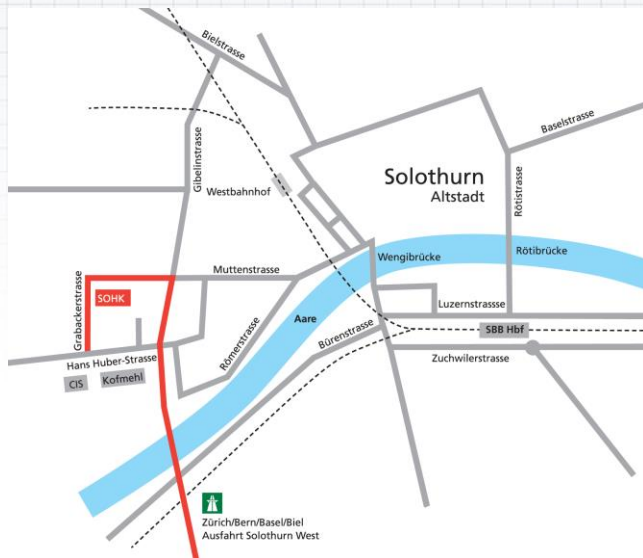 Bielstrasse
Baselstrasse
Gibelinstrasse
Solothurn
Altstadt
Rötistrasse
Westbahnhof
Wengibrücke
Rötibrücke
Grabackerstrasse
SOHK
Muttenstrasse
Luzernstrassse
Aare
Römerstrasse
Bürenstrasse
SBB Hbf
Zuchwilerstrasse
Hans Huber-Strasse
CIS
Kofmehl
Zürich/Bern/Basel/Biel
Ausfahrt Solothurn West